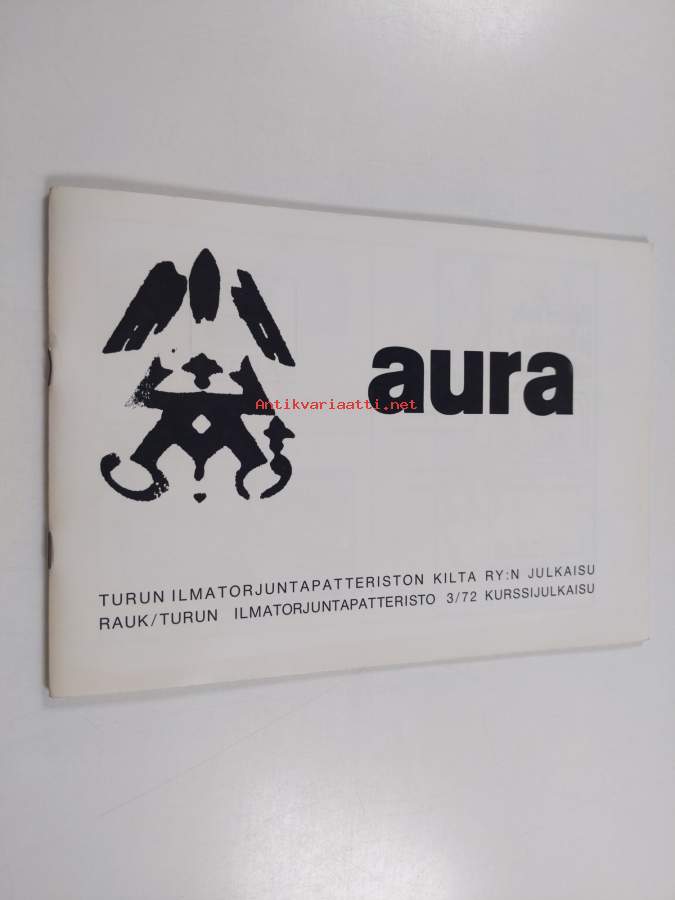 aura
Antikvariaatti.net
TURUN ILMATORJUNTAPATTERISTON KILTA RY:N JULKAISU
RAUK/TURUN ILMATORJUNTAPATTERISTO 3/72 KURSSIJULKAISU